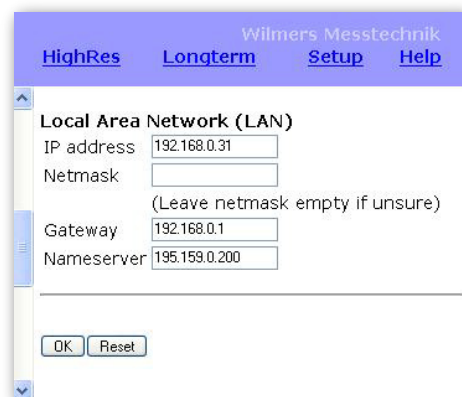 Wilmers Messtechnik
HighRes Longterm Setup Help
Local Area Network (LAN)
IP address 192.168.0.31
Netmask
(Leave netmask empty if unsure)
Gateway 192.168.0.1
Nameserver 195.159.0.200
OK Reset